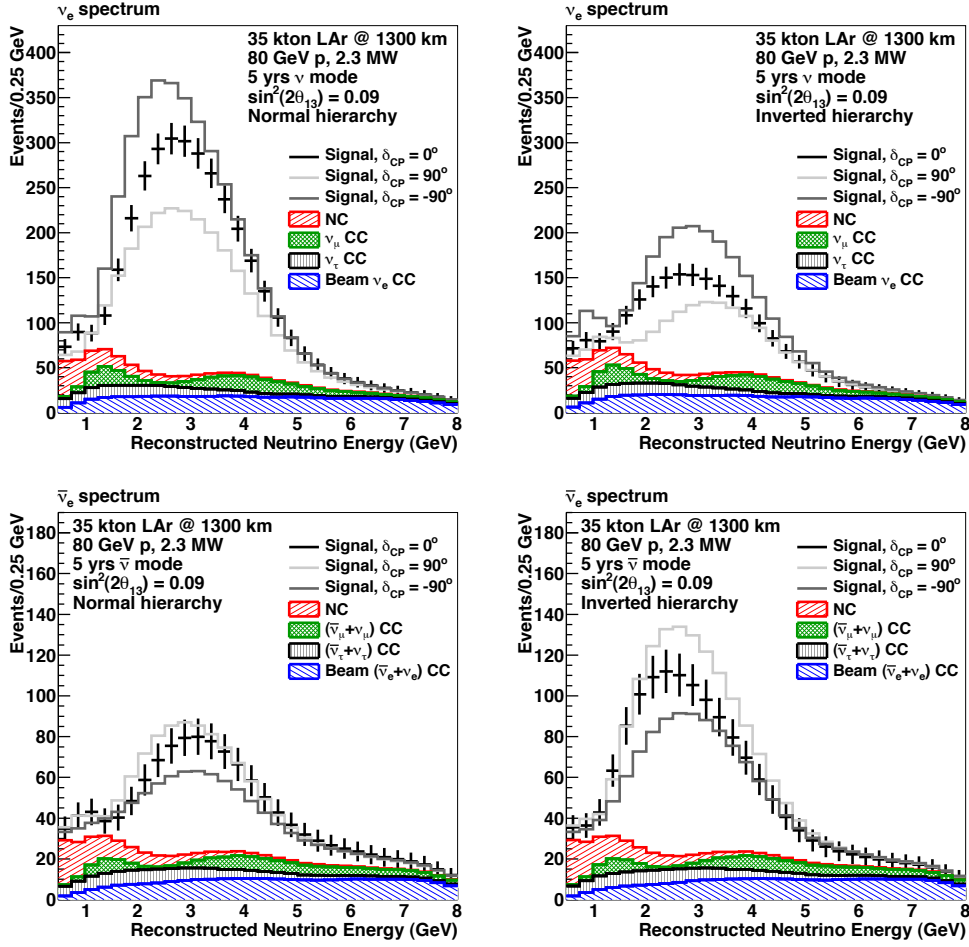 νe spectrum
35 kton LAr @ 1300 km
80 GeV p, 2.3 MW
5 yrs ν mode
sin²(2θ₁₃) = 0.09
Normal hierarchy
Signal, δCP = 0°
Signal, δCP = 90°
Signal, δCP = -90°
NC
νμ CC
ντ CC
Beam νe CC
Events/0.25 GeV
400
350
300
250
200
150
100
50
0
1 2 3 4 5 6 7 8
Reconstructed Neutrino Energy (GeV)
νe spectrum
35 kton LAr @ 1300 km
80 GeV p, 2.3 MW
5 yrs ν mode
sin²(2θ₁₃) = 0.09
Inverted hierarchy
Signal, δCP = 0°
Signal, δCP = 90°
Signal, δCP = -90°
NC
νμ CC
ντ CC
Beam νe CC
Events/0.25 GeV
400
350
300
250
200
150
100
50
0
1 2 3 4 5 6 7 8
Reconstructed Neutrino Energy (GeV)
ν̅e spectrum
35 kton LAr @ 1300 km
80 GeV p, 2.3 MW
5 yrs ν̅ mode
sin²(2θ₁₃) = 0.09
Normal hierarchy
Signal, δCP = 0°
Signal, δCP = 90°
Signal, δCP = -90°
NC
(ν̅μ+νμ) CC
(ν̅τ+ντ) CC
Beam (ν̅e+νe) CC
Events/0.25 GeV
180
160
140
120
100
80
60
40
20
0
1 2 3 4 5 6 7 8
Reconstructed Neutrino Energy (GeV)
ν̅e spectrum
35 kton LAr @ 1300 km
80 GeV p, 2.3 MW
5 yrs ν̅ mode
sin²(2θ₁₃) = 0.09
Inverted hierarchy
Signal, δCP = 0°
Signal, δCP = 90°
Signal, δCP = -90°
NC
(ν̅μ+νμ) CC
(ν̅τ+ντ) CC
Beam (ν̅e+νe) CC
Events/0.25 GeV
180
160
140
120
100
80
60
40
20
0
1 2 3 4 5 6 7 8
Reconstructed Neutrino Energy (GeV)